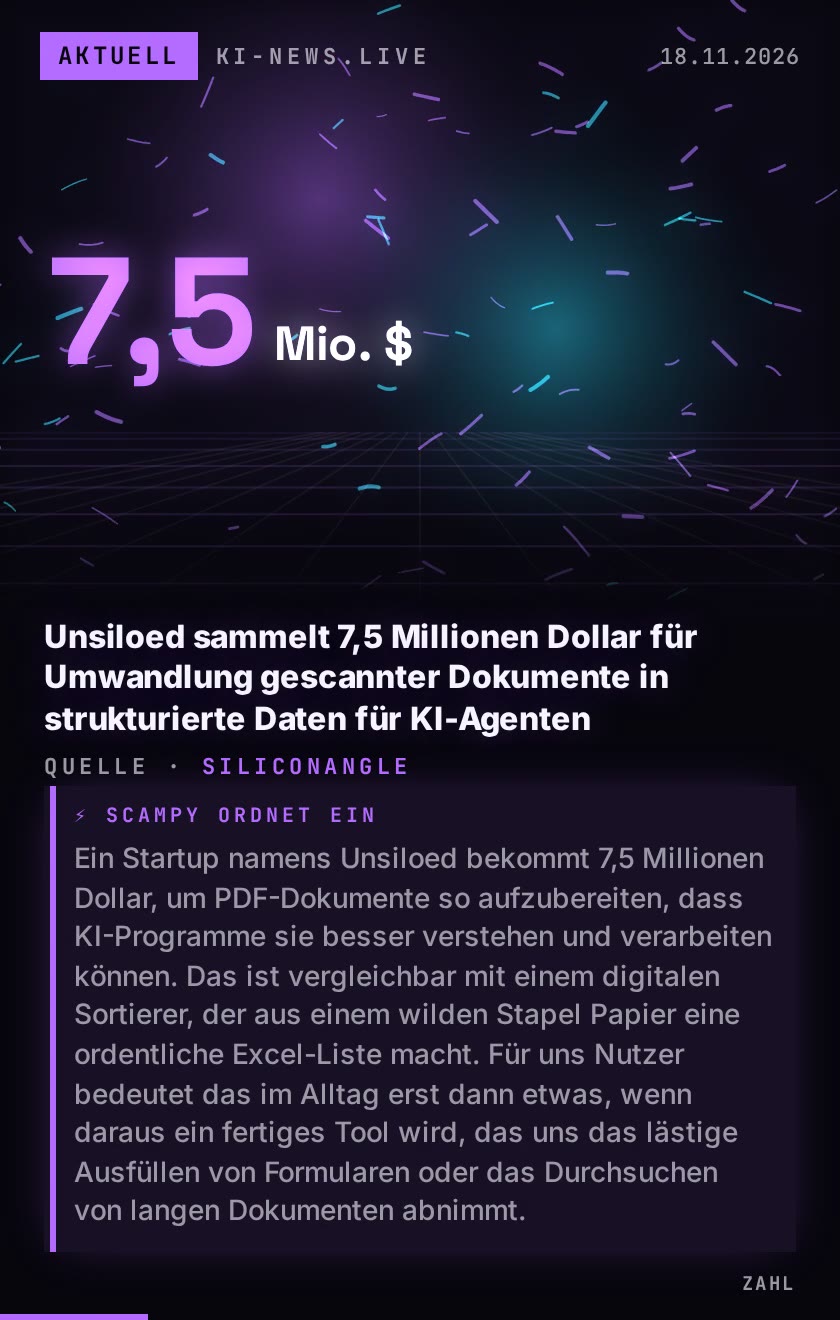 AKTUELL KI-NEWS.LIVE 18.11.2026
7,5 Mio. $
Unsiloed sammelt 7,5 Millionen Dollar für
Umwandlung gescannter Dokumente in
strukturierte Daten für KI-Agenten
QUELLE · SILICONANGLE
⚡ SCAMPY ORDNET EIN
Ein Startup namens Unsiloed bekommt 7,5 Millionen
Dollar, um PDF-Dokumente so aufzubereiten, dass
KI-Programme sie besser verstehen und verarbeiten
können. Das ist vergleichbar mit einem digitalen
Sortierer, der aus einem wilden Stapel Papier eine
ordentliche Excel-Liste macht. Für uns Nutzer
bedeutet das im Alltag erst dann etwas, wenn
daraus ein fertiges Tool wird, das uns das lästige
Ausfüllen von Formularen oder das Durchsuchen
von langen Dokumenten abnimmt.
ZAHL